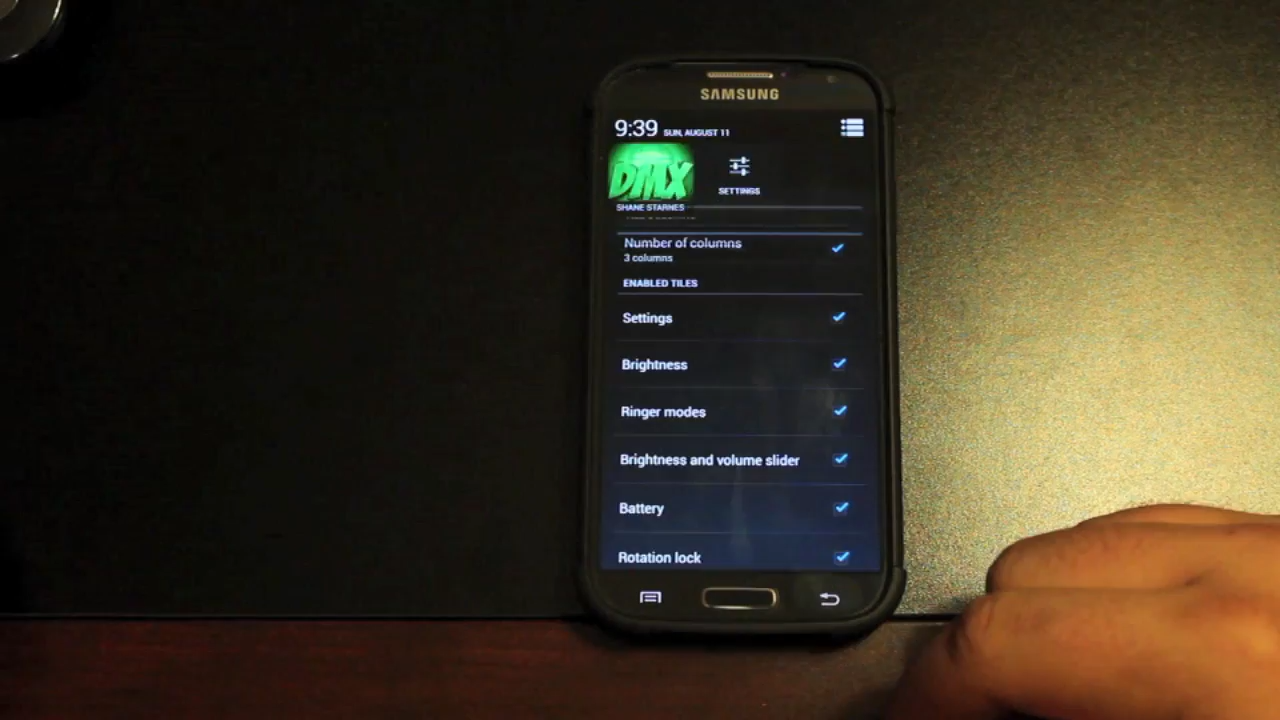 SAMSUNG
9:39 SUN, AUGUST 11
DMX
SETTINGS
SHANE STARNES
Number of columns
3 columns
ENABLED TILES
Settings
Brightness
Ringer modes
Brightness and volume slider
Battery
Rotation lock